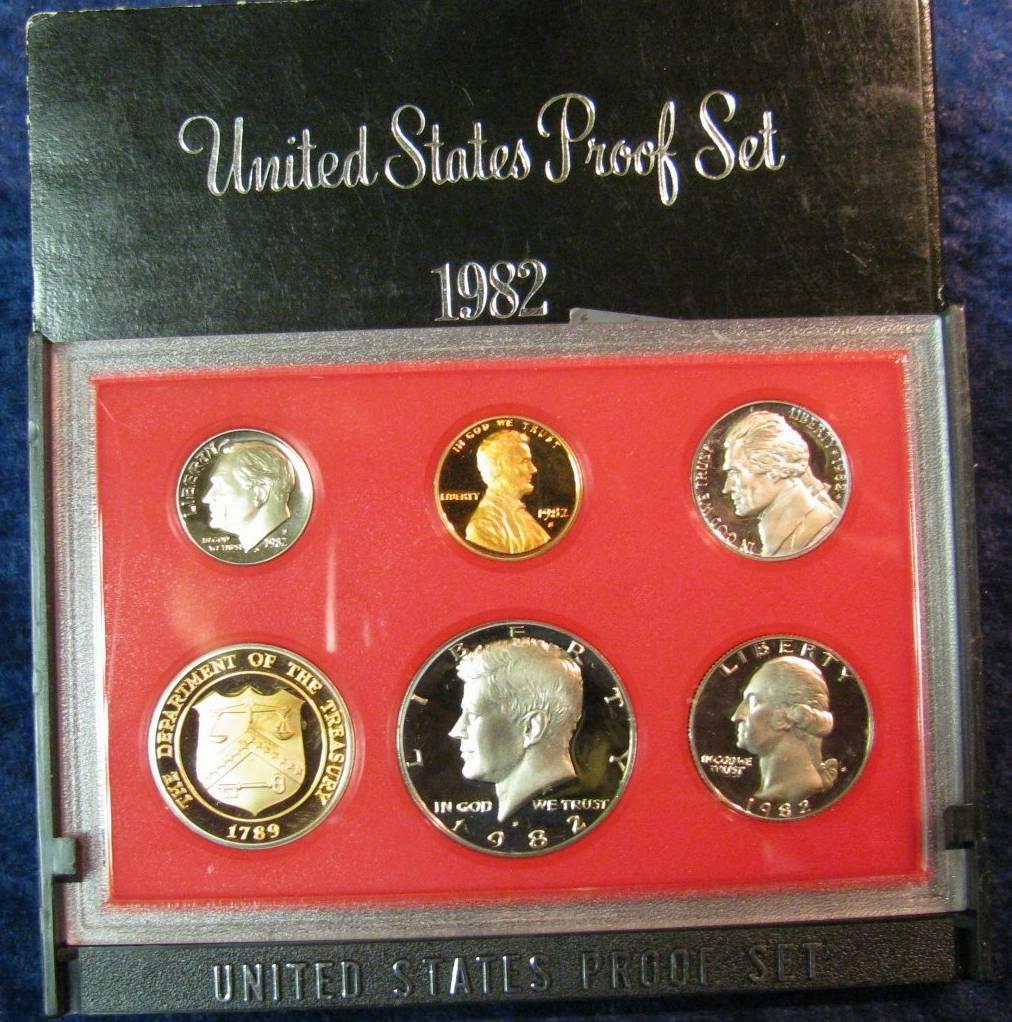 United States Proof Set
1982
LIBERTY
IN GOD
WE TRUST
1982
IN GOD WE TRUST
LIBERTY
1982
S
IN GOD WE TRUST
LIBERTY • 1982
THE DEPARTMENT OF THE TREASURY
1789
LIBERTY
IN GOD WE TRUST
1982
LIBERTY
IN GOD WE
TRUST
1982
UNITED STATES PROOF SET